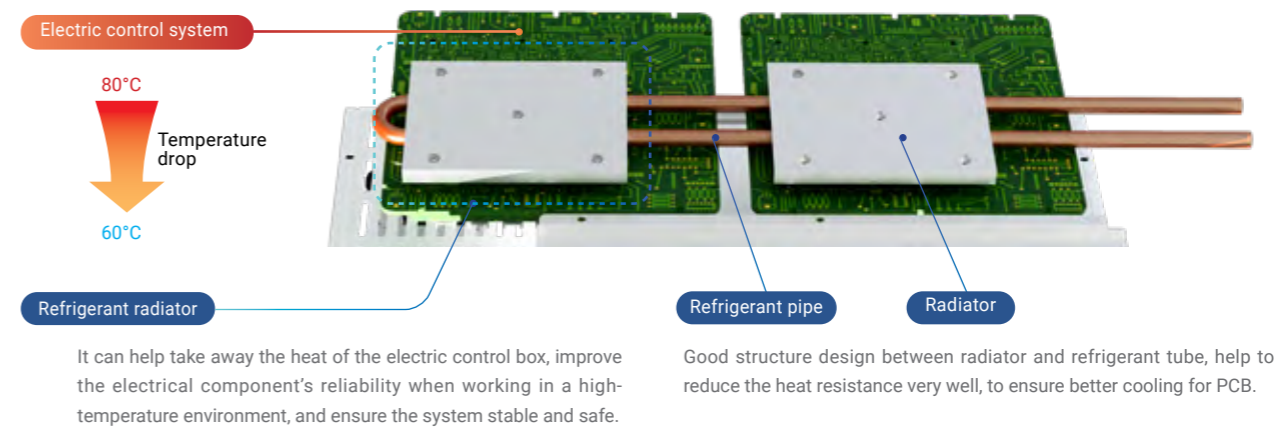 Electric control system
80°C
Temperature
drop
60°C
Refrigerant radiator
Refrigerant pipe
Radiator
It can help take away the heat of the electric control box, improve
the electrical component's reliability when working in a high-
temperature environment, and ensure the system stable and safe.
Good structure design between radiator and refrigerant tube, help to
reduce the heat resistance very well, to ensure better cooling for PCB.